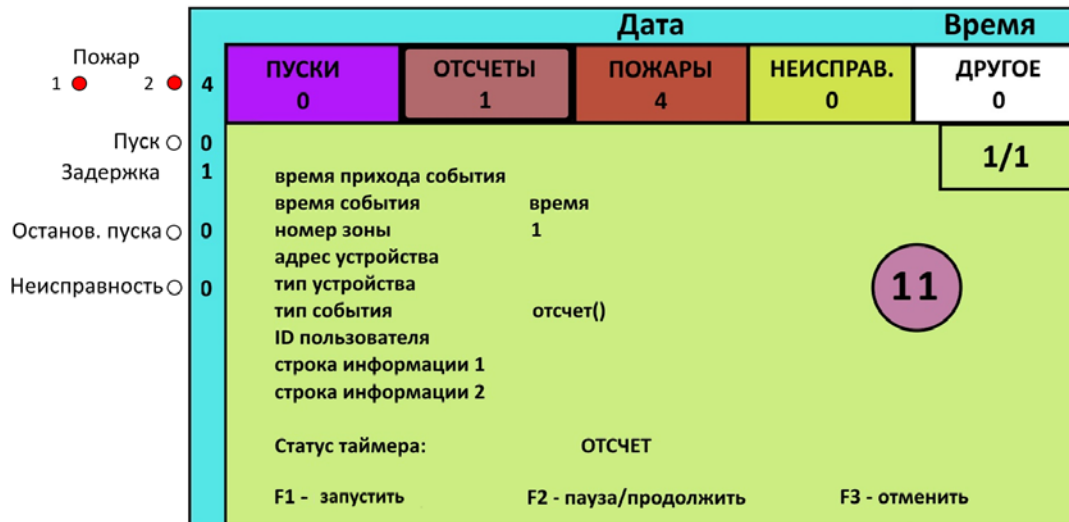 Дата Время
Пожар
1 2 4
ПУСКИ ОТСЧЕТЫ ПОЖАРЫ НЕИСПРАВ. ДРУГОЕ
0 1 4 0 0
Пуск 0
Задержка 1
1/1
время прихода события
время события время
Останов. пуска 0
номер зоны 1
адрес устройства
Неисправность 0
тип устройства
11
тип события отсчет()
ID пользователя
строка информации 1
строка информации 2
Статус таймера: ОТСЧЕТ
F1 - запустить F2 - пауза/продолжить F3 - отменить